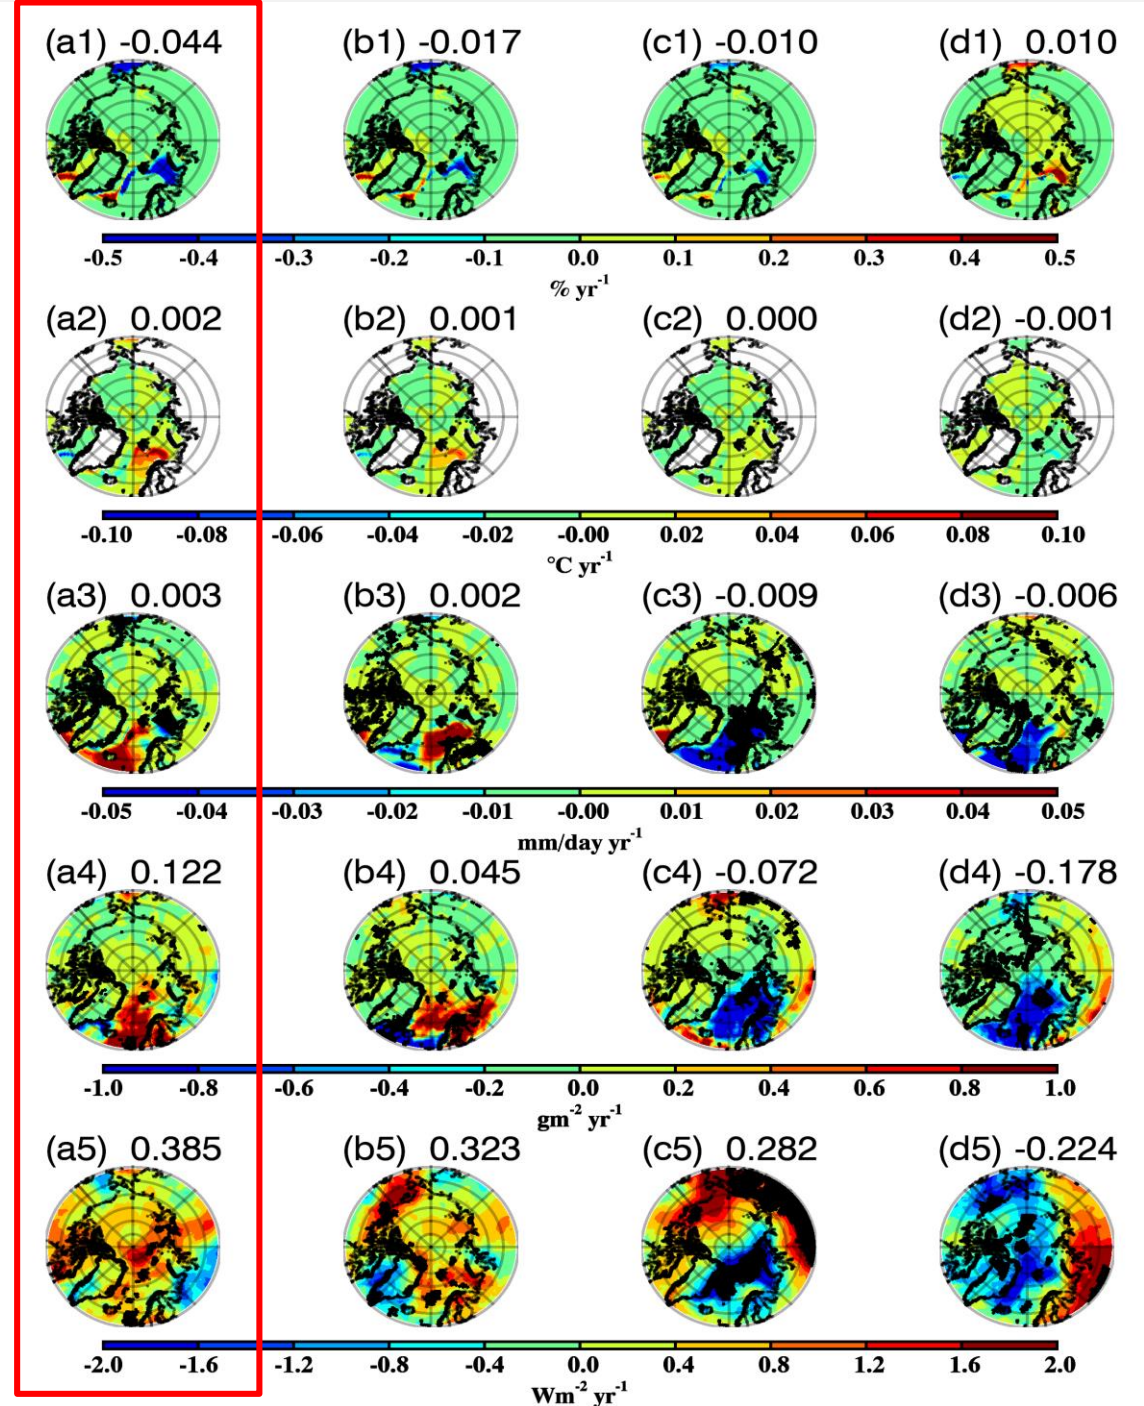 (a1) -0.044 (b1) -0.017 (c1) -0.010 (d1) 0.010
-0.5 -0.4 -0.3 -0.2 -0.1 0.0 0.1 0.2 0.3 0.4 0.5
% yr⁻¹
(a2) 0.002 (b2) 0.001 (c2) 0.000 (d2) -0.001
-0.10 -0.08 -0.06 -0.04 -0.02 -0.00 0.02 0.04 0.06 0.08 0.10
°C yr⁻¹
(a3) 0.003 (b3) 0.002 (c3) -0.009 (d3) -0.006
-0.05 -0.04 -0.03 -0.02 -0.01 -0.00 0.01 0.02 0.03 0.04 0.05
mm/day yr⁻¹
(a4) 0.122 (b4) 0.045 (c4) -0.072 (d4) -0.178
-1.0 -0.8 -0.6 -0.4 -0.2 0.0 0.2 0.4 0.6 0.8 1.0
gm⁻² yr⁻¹
(a5) 0.385 (b5) 0.323 (c5) 0.282 (d5) -0.224
-2.0 -1.6 -1.2 -0.8 -0.4 0.0 0.4 0.8 1.2 1.6 2.0
Wm⁻² yr⁻¹